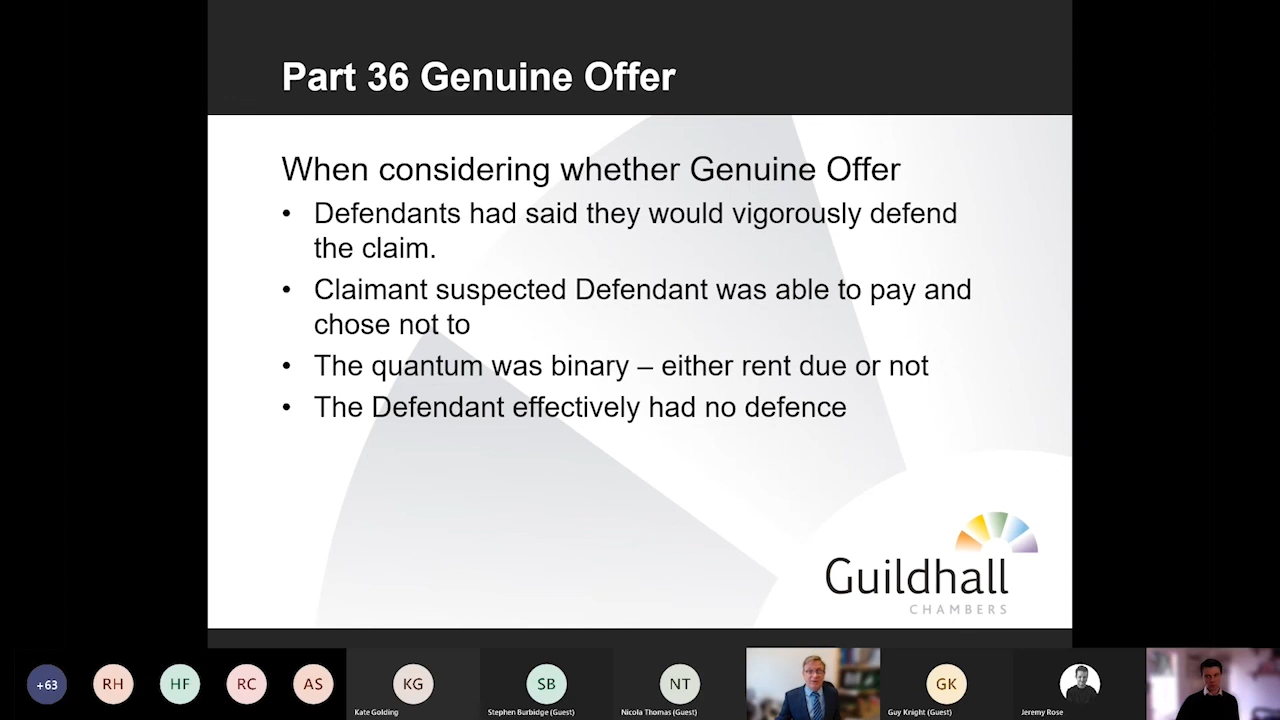 Part 36 Genuine Offer
When considering whether Genuine Offer
• Defendants had said they would vigorously defend
the claim.
• Claimant suspected Defendant was able to pay and
chose not to
• The quantum was binary – either rent due or not
• The Defendant effectively had no defence
Guildhall
CHAMBERS
+63
RH
HF
RC
AS
KG
Kate Golding
SB
Stephen Burbidge (Guest)
NT
Nicola Thomas (Guest)
GK
Guy Knight (Guest)
Jeremy Rose